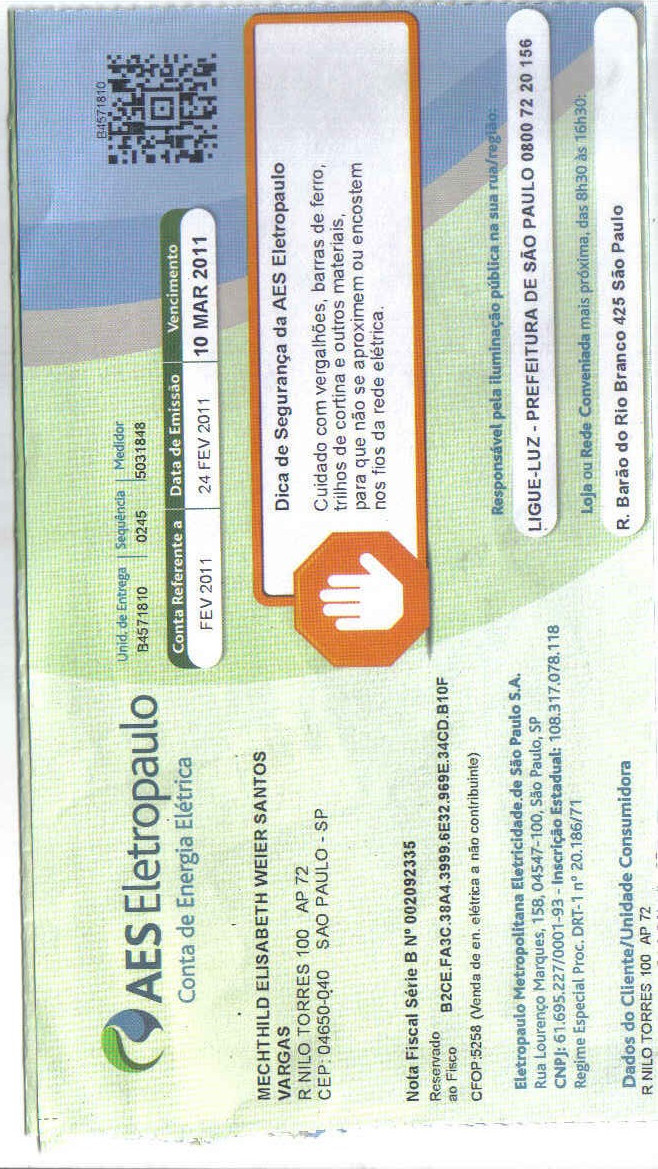 AES Eletropaulo
Conta de Energia Elétrica
Unid. de Entrega | Sequência | Medidor
B4571810 | 0245 | 5031848
B4571810
Conta Referente a | Data de Emissão | Vencimento
FEV 2011 | 24 FEV 2011 | 10 MAR 2011
MECHTHILD ELISABETH WEIER SANTOS
VARGAS
R NILO TORRES 100 AP 72
CEP: 04650-040 SAO PAULO - SP
Dica de Segurança da AES Eletropaulo
Cuidado com vergalhões, barras de ferro,
trilhos de cortina e outros materiais,
para que não se aproximem ou encostem
nos fios da rede elétrica.
Nota Fiscal Série B Nº 002092335
Reservado
ao Fisco B2CE.FA3C.38A4.3999.6E32.969E.34CD.B10F
CFOP:5258 (Venda de en. elétrica a não contribuinte)
Eletropaulo Metropolitana Eletricidade de São Paulo S.A.
Rua Lourenço Marques, 158, 04547-100, São Paulo, SP
CNPJ: 61.695.227/0001-93 - Inscrição Estadual: 108.317.078.118
Regime Especial Proc. DRT-1 nº 20.186/71
Responsável pela iluminação pública na sua rua/região:
LIGUE-LUZ - PREFEITURA DE SÃO PAULO 0800 72 20 156
Loja ou Rede Conveniada mais próxima, das 8h30 às 16h30:
R. Barão do Rio Branco 425 São Paulo
Dados do Cliente/Unidade Consumidora
R NILO TORRES 100 AP 72